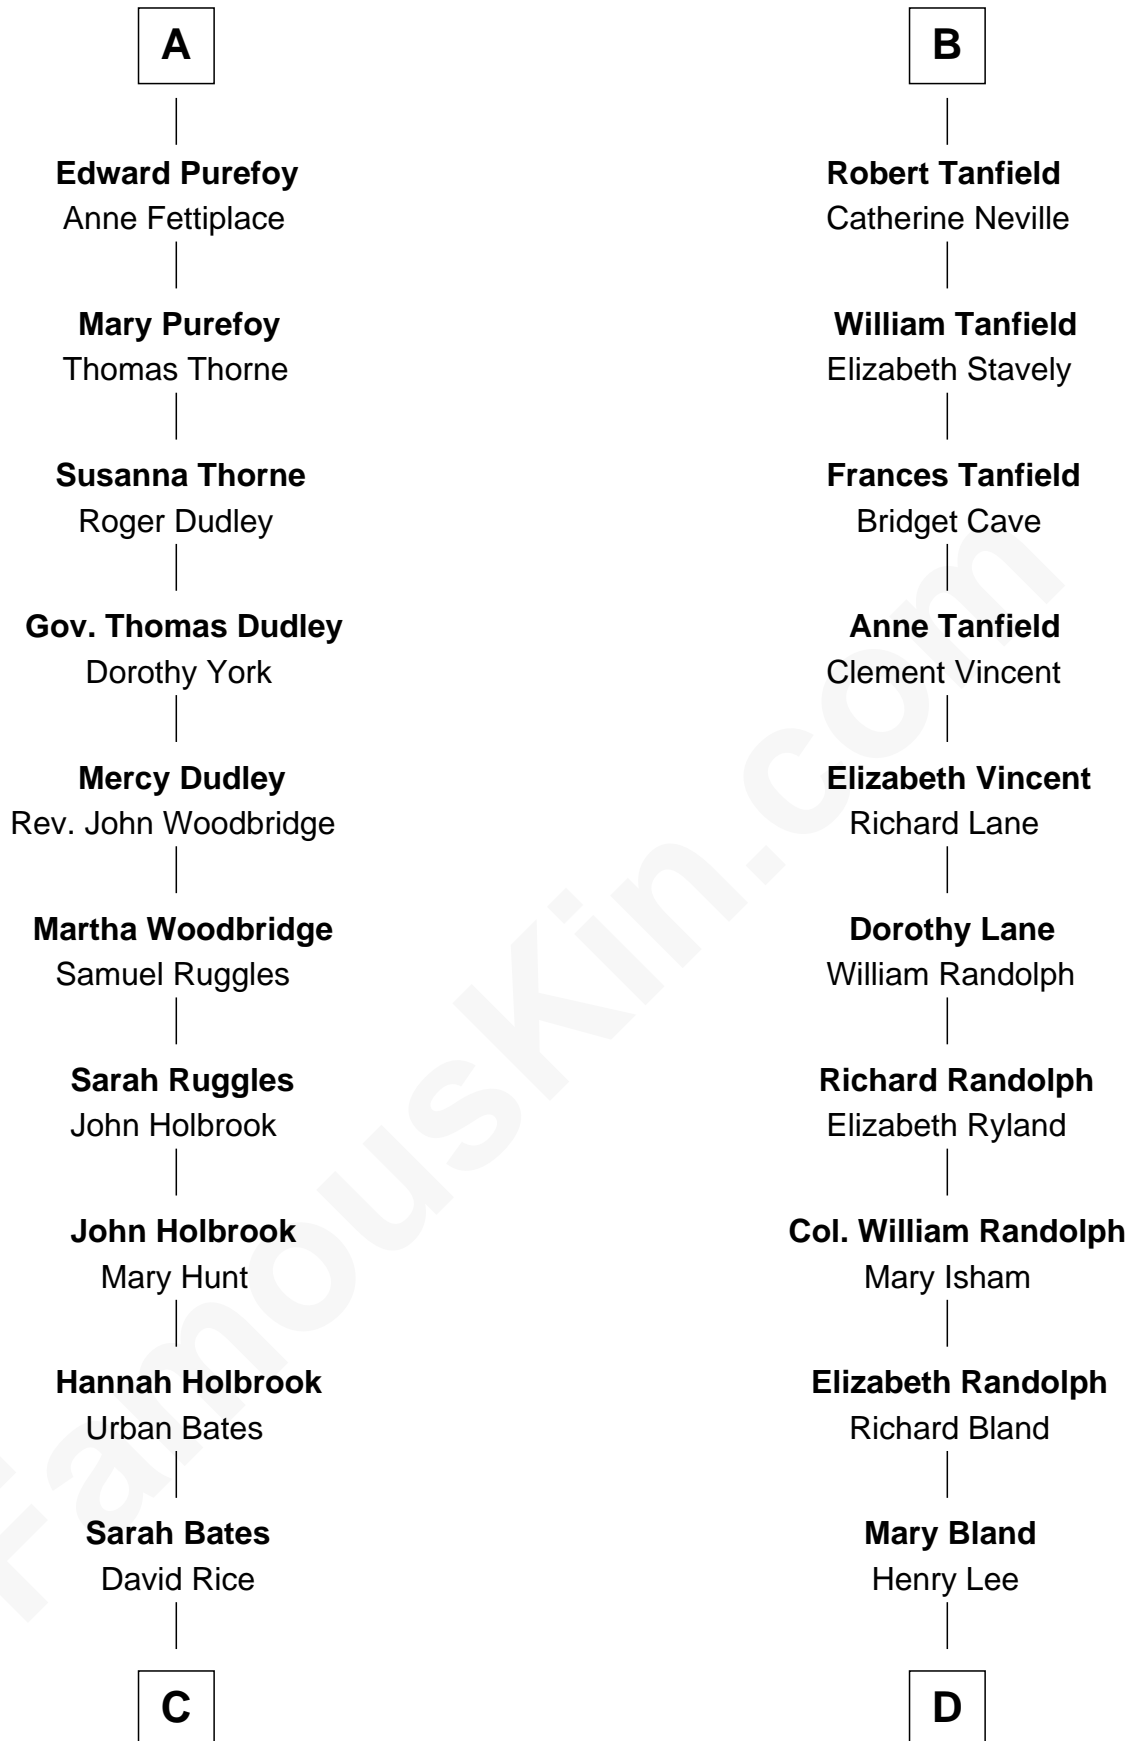 A
Edward Purefoy
Anne Fettiplace
Mary Purefoy
Thomas Thorne
Susanna Thorne
Roger Dudley
Gov. Thomas Dudley
Dorothy York
Mercy Dudley
Rev. John Woodbridge
Martha Woodbridge
Samuel Ruggles
Sarah Ruggles
John Holbrook
John Holbrook
Mary Hunt
Hannah Holbrook
Urban Bates
Sarah Bates
David Rice
C
B
Robert Tanfield
Catherine Neville
William Tanfield
Elizabeth Stavely
Frances Tanfield
Bridget Cave
Anne Tanfield
Clement Vincent
Elizabeth Vincent
Richard Lane
Dorothy Lane
William Randolph
Richard Randolph
Elizabeth Ryland
Col. William Randolph
Mary Isham
Elizabeth Randolph
Richard Bland
Mary Bland
Henry Lee
D
FamousKin.com